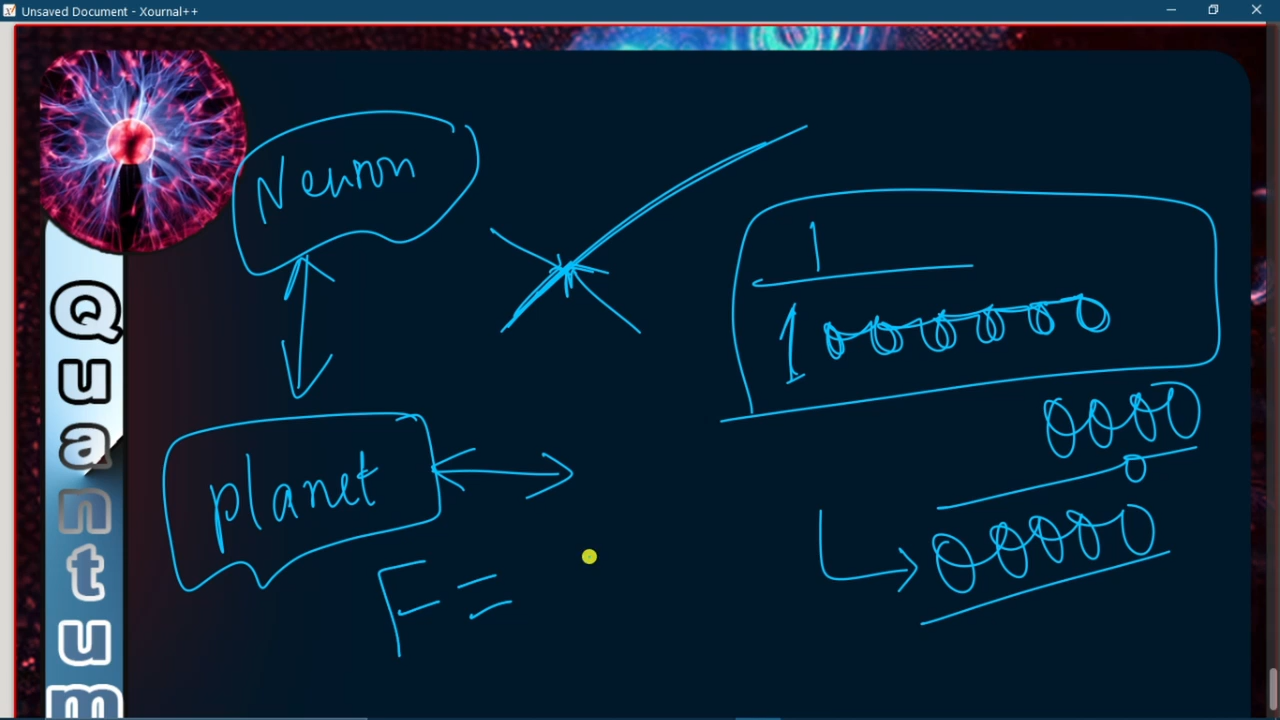 Unsaved Document - Xournal++
Neuron
planet
F =
1
1000000
0000
0
00000
Quantum